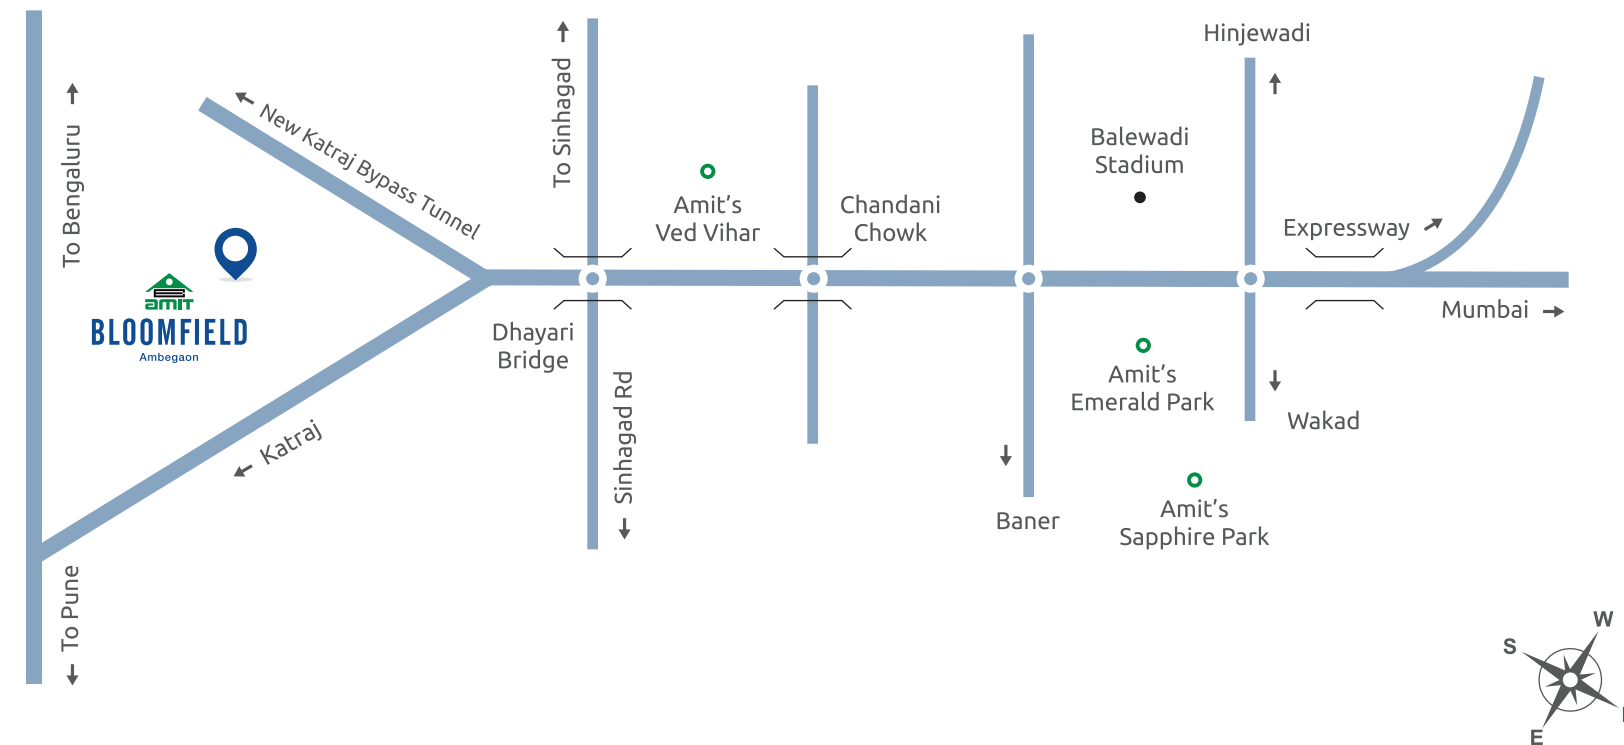 Hinjewadi
To Bengaluru
New Katraj Bypass Tunnel
To Sinhagad
Balewadi
Stadium
Amit's
Ved Vihar
Chandani
Chowk
Expressway
amiT
BLOOMFIELD
Ambegaon
Mumbai
Dhayari
Bridge
Amit's
Emerald Park
Sinhagad Rd
Wakad
Katraj
Baner
Amit's
Sapphire Park
To Pune
W
S
E